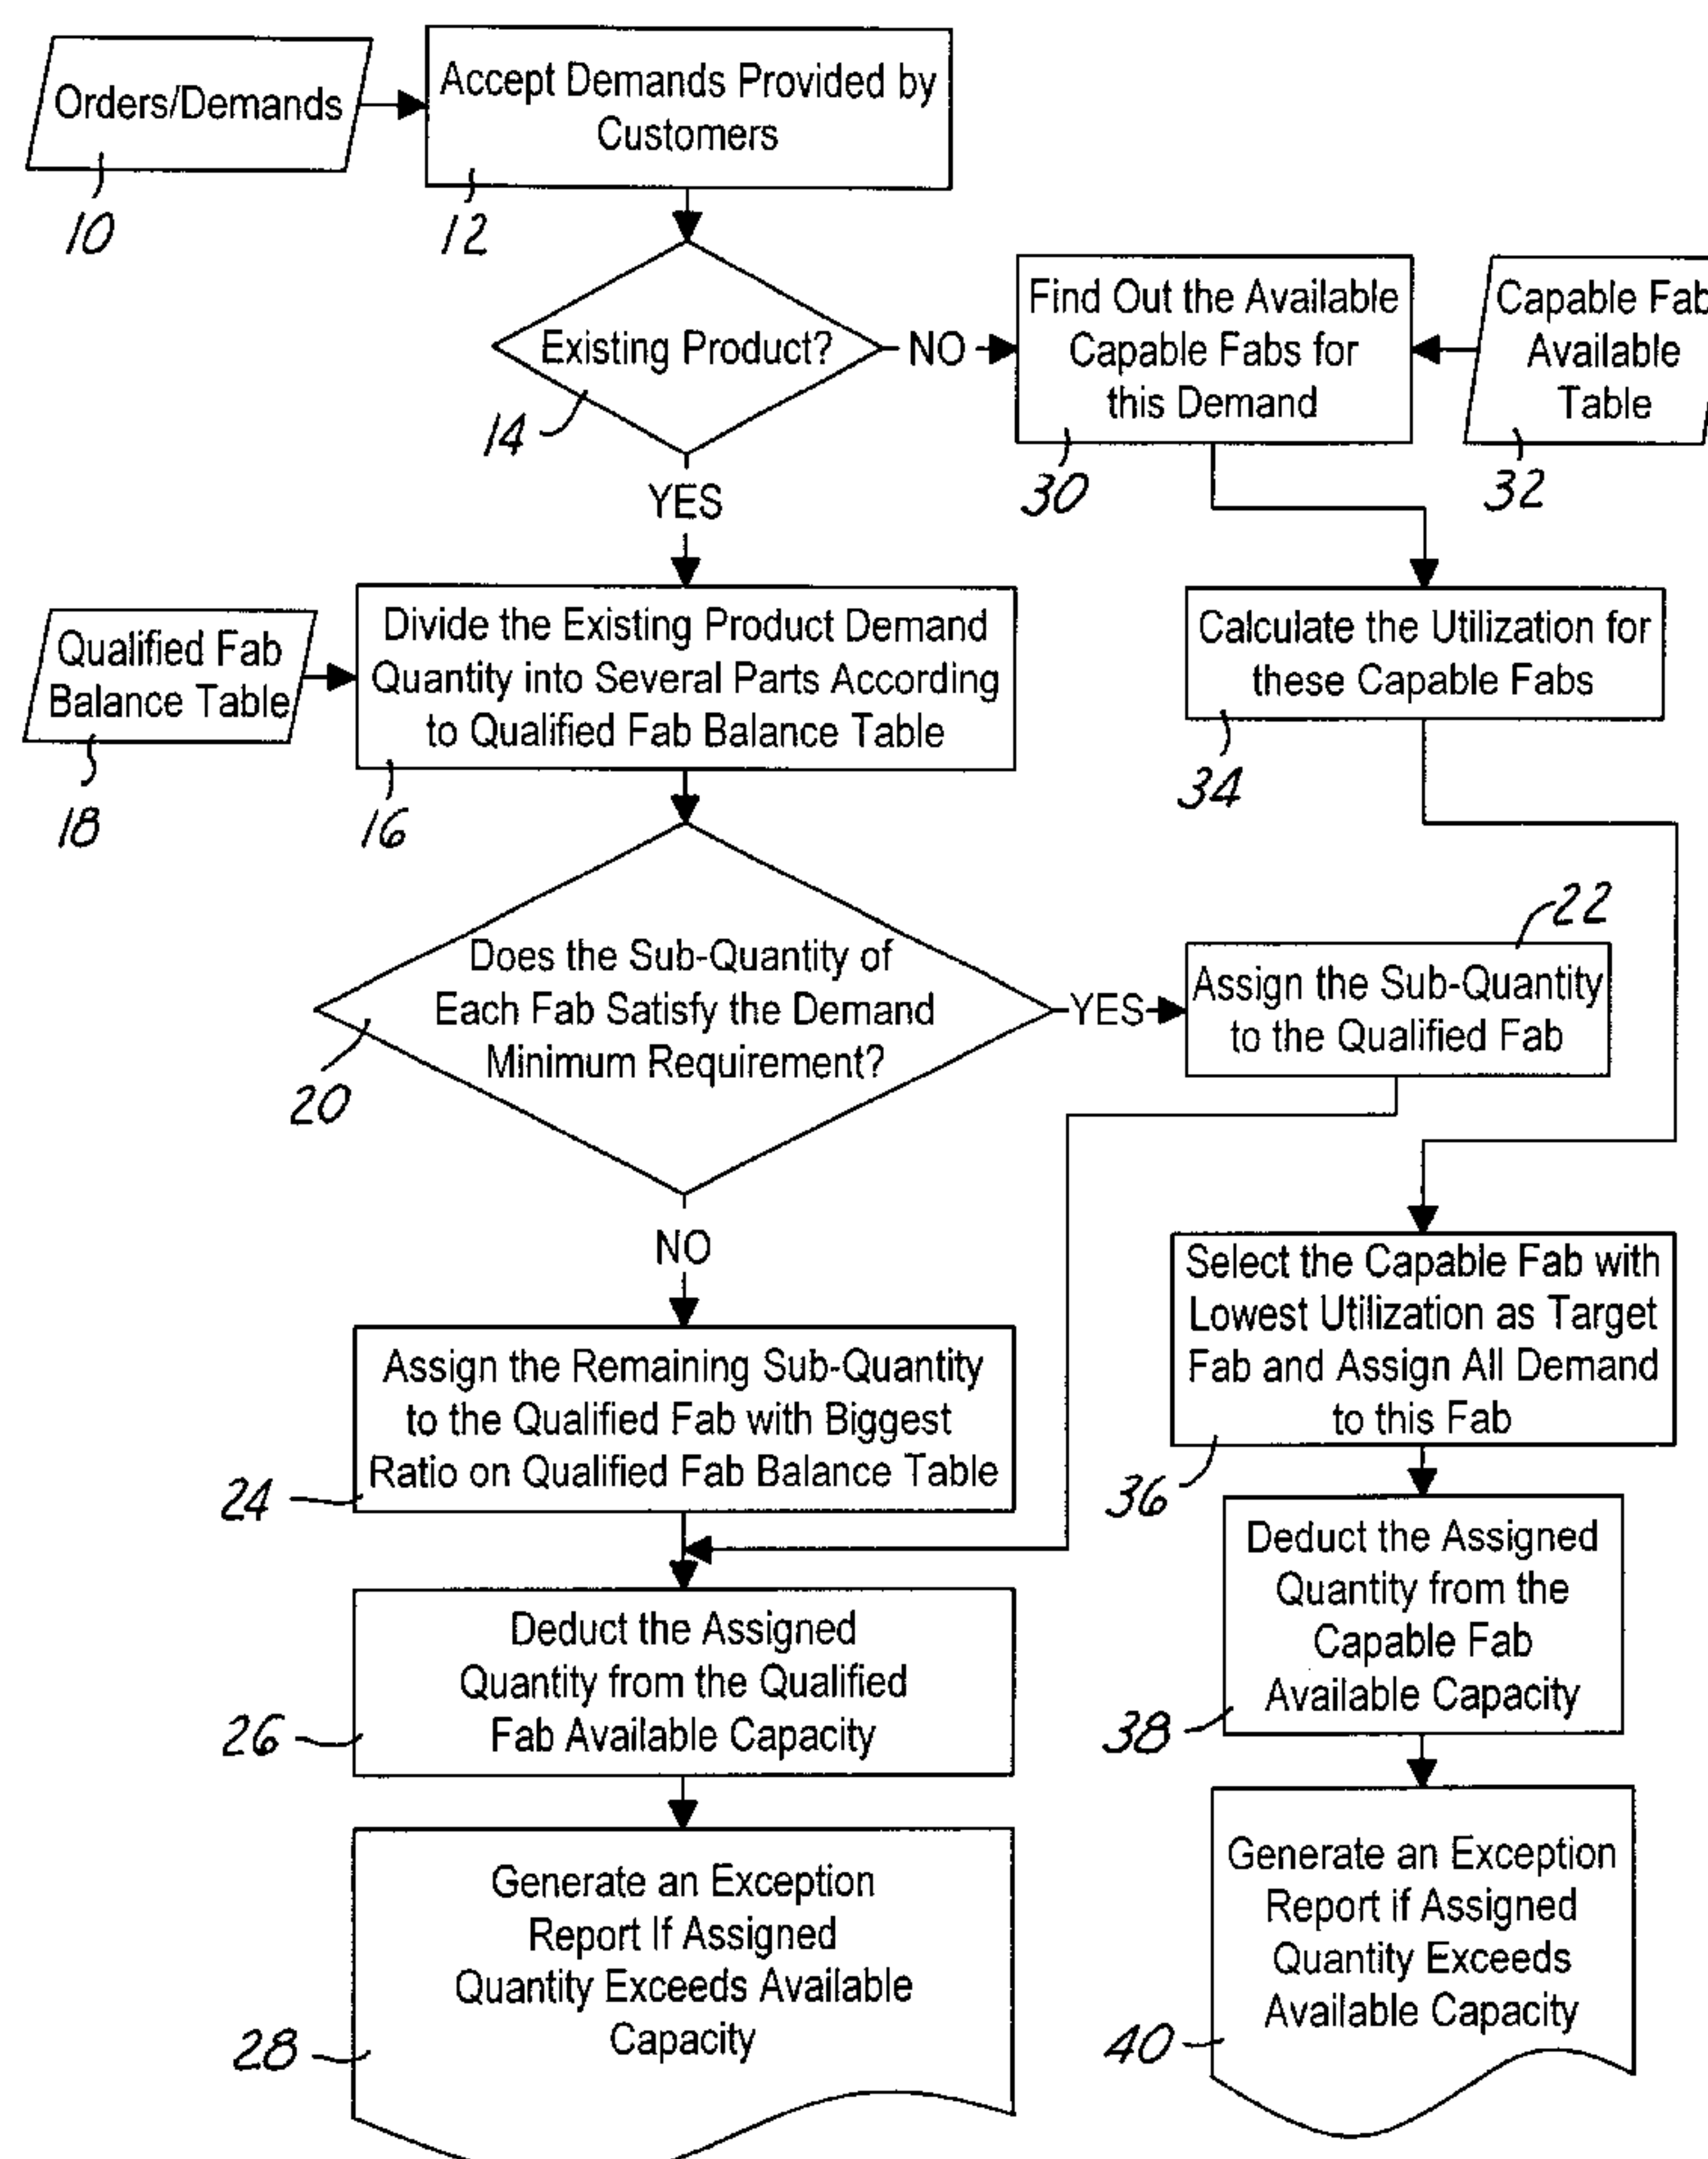 Orders/Demands
10
Accept Demands Provided by
Customers
12
Existing Product?
14
NO
YES
Find Out the Available
Capable Fabs for
this Demand
30
Capable Fab
Available
Table
32
Qualified Fab
Balance Table
18
Divide the Existing Product Demand
Quantity into Several Parts According
to Qualified Fab Balance Table
16
Calculate the Utilization for
these Capable Fabs
34
Does the Sub-Quantity of
Each Fab Satisfy the Demand
Minimum Requirement?
20
YES
NO
22
Assign the Sub-Quantity
to the Qualified Fab
Assign the Remaining Sub-Quantity
to the Qualified Fab with Biggest
Ratio on Qualified Fab Balance Table
24
Select the Capable Fab with
Lowest Utilization as Target
Fab and Assign All Demand
to this Fab
36
Deduct the Assigned
Quantity from the Qualified
Fab Available Capacity
26
Deduct the Assigned
Quantity from the
Capable Fab
Available Capacity
38
Generate an Exception
Report If Assigned
Quantity Exceeds Available
Capacity
28
Generate an Exception
Report if Assigned
Quantity Exceeds
Available Capacity
40